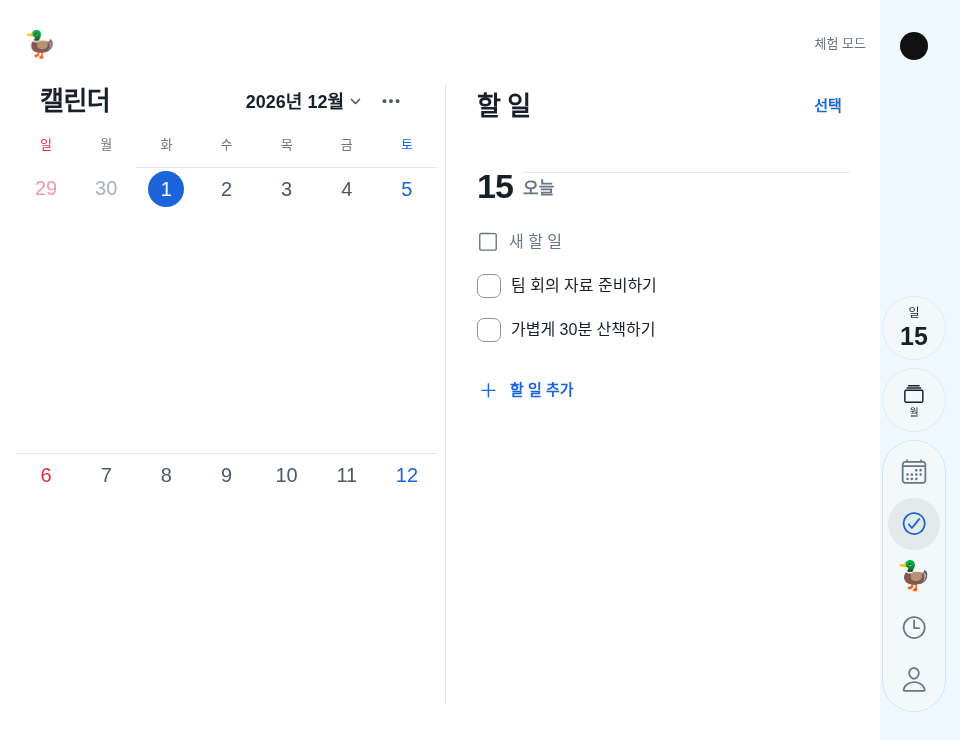 체험 모드
캘린더
2026년 12월
일 월 화 수 목 금 토
29 30 1 2 3 4 5
6 7 8 9 10 11 12
할 일
선택
15 오늘
새 할 일
팀 회의 자료 준비하기
가볍게 30분 산책하기
할 일 추가
일
15
월